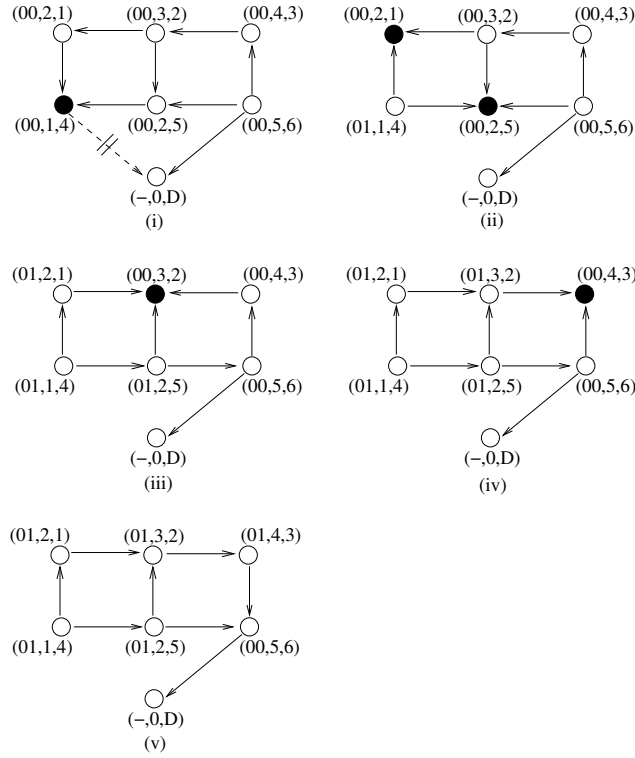 (00,2,1) (00,3,2) (00,4,3)
(00,1,4) (00,2,5) (00,5,6)
(−,0,D)
(i)
(00,2,1) (00,3,2) (00,4,3)
(01,1,4) (00,2,5) (00,5,6)
(−,0,D)
(ii)
(01,2,1) (00,3,2) (00,4,3)
(01,1,4) (01,2,5) (00,5,6)
(−,0,D)
(iii)
(01,2,1) (01,3,2) (00,4,3)
(01,1,4) (01,2,5) (00,5,6)
(−,0,D)
(iv)
(01,2,1) (01,3,2) (01,4,3)
(01,1,4) (01,2,5) (00,5,6)
(−,0,D)
(v)